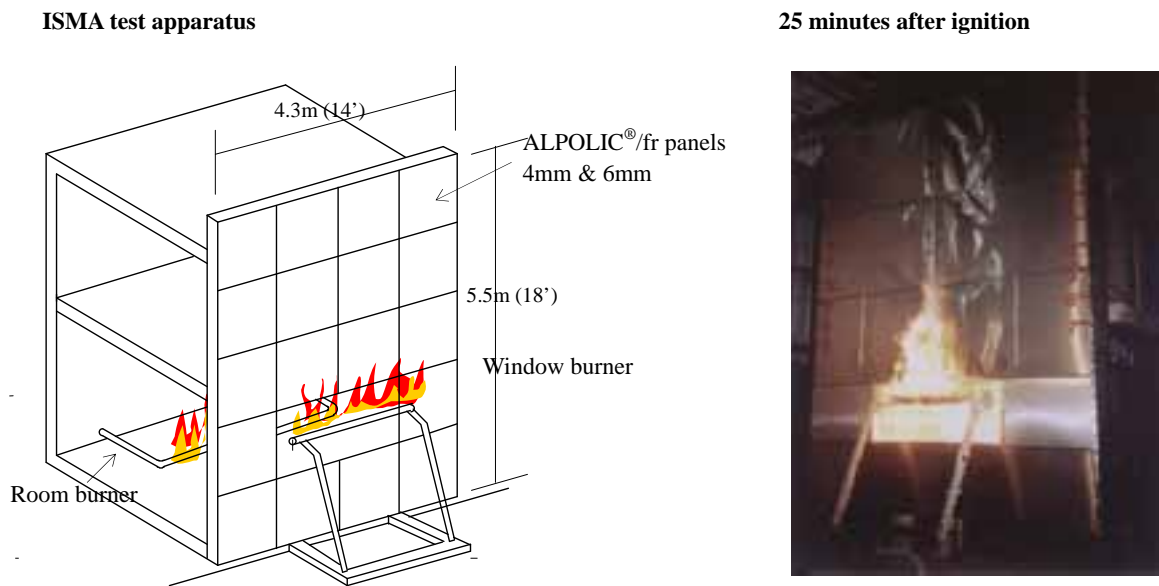 ISMA test apparatus
25 minutes after ignition
4.3m (14’)
ALPOLIC®/fr panels
4mm & 6mm
5.5m (18’)
Window burner
Room burner